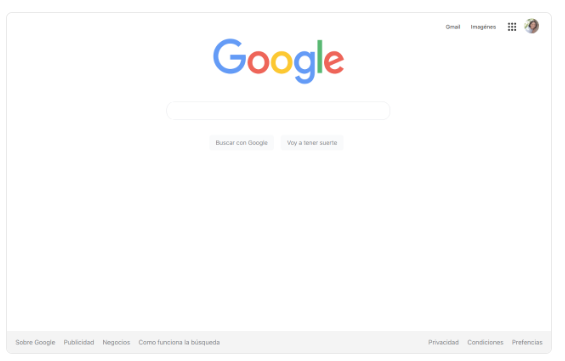 Gmail Imagénes
Google
Buscar con Google Voy a tener suerte
Sobre Google Publicidad Negocios Como funciona la búsqueda Privacidad Condiciones Prefencias